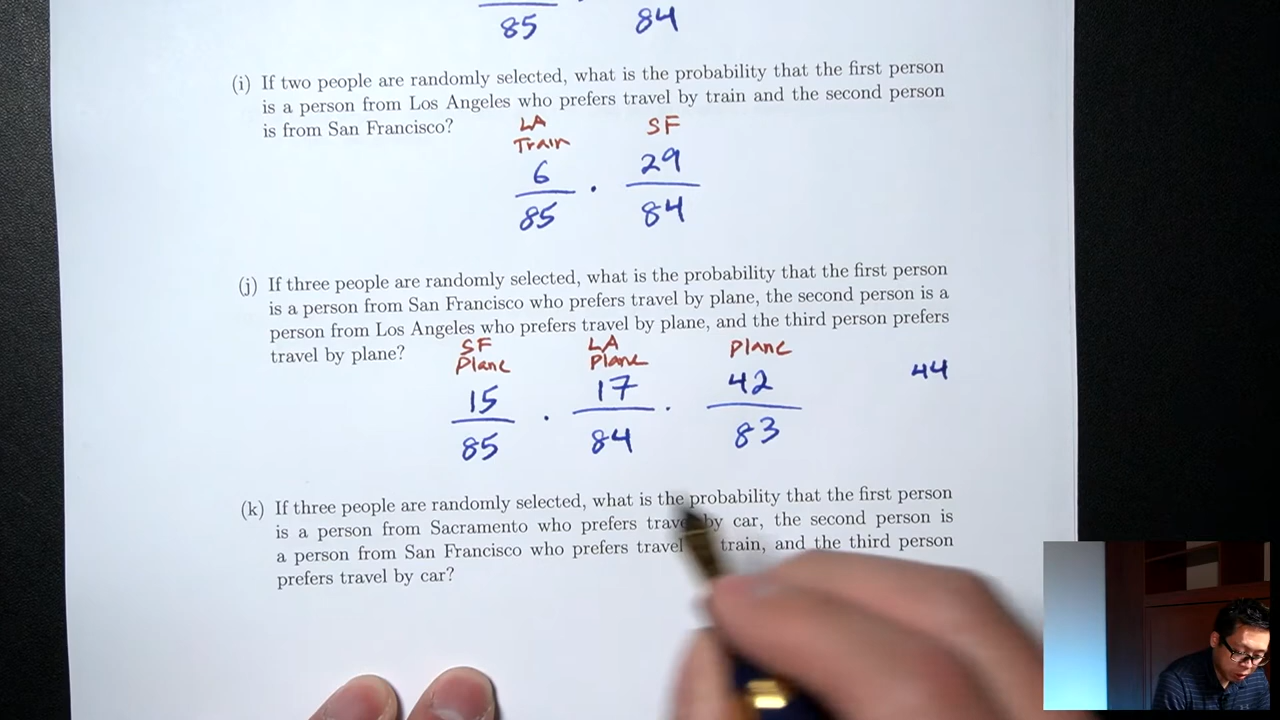 85 84
(i) If two people are randomly selected, what is the probability that the first person
is a person from Los Angeles who prefers travel by train and the second person
is from San Francisco?
LA SF
Train
6 . 29
85 84
(j) If three people are randomly selected, what is the probability that the first person
is a person from San Francisco who prefers travel by plane, the second person is a
person from Los Angeles who prefers travel by plane, and the third person prefers
travel by plane?
SF LA Plane
Plane Plane
15 . 17 . 42 44
85 84 83
(k) If three people are randomly selected, what is the probability that the first person
is a person from Sacramento who prefers travel by car, the second person is
a person from San Francisco who prefers travel train, and the third person
prefers travel by car?